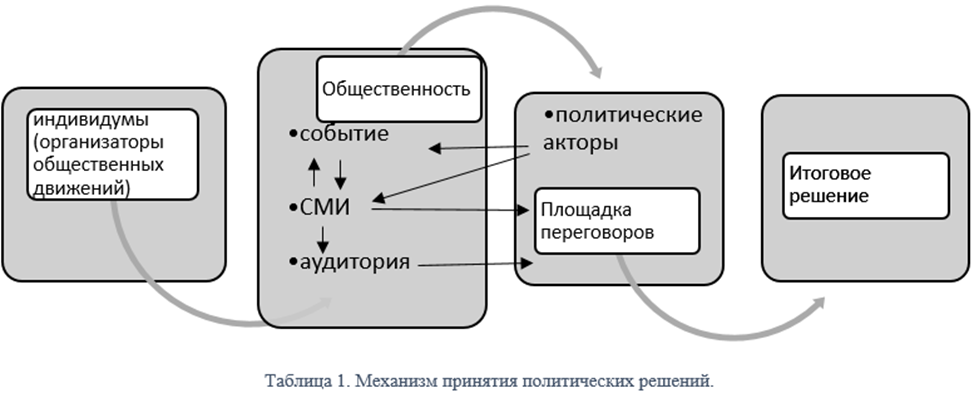 индивидумы
(организаторы
общественных
движений)
Общественность
•событие
•СМИ
•аудитория
•политические
акторы
Площадка
переговоров
Итоговое
решение
Таблица 1. Механизм принятия политических решений.